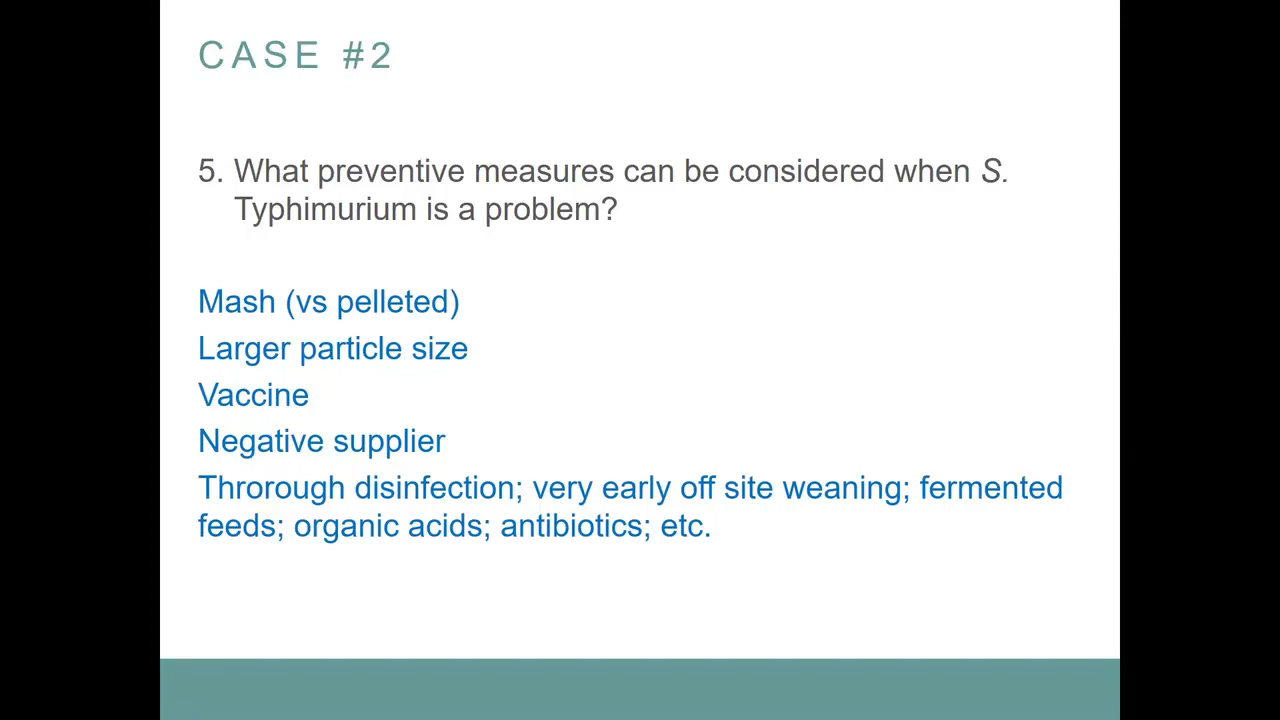 CASE #2
5. What preventive measures can be considered when S.
Typhimurium is a problem?
Mash (vs pelleted)
Larger particle size
Vaccine
Negative supplier
Throrough disinfection; very early off site weaning; fermented
feeds; organic acids; antibiotics; etc.